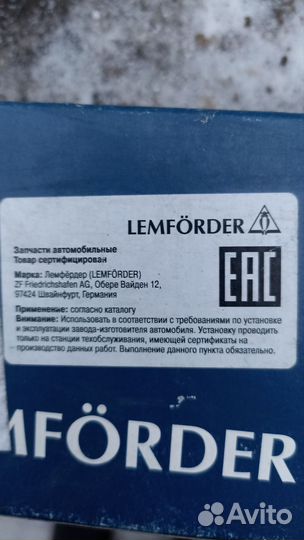 LEMFÖRDER
Запчасти автомобильные
Товар сертифицирован
Марка: Лемфёрдер (LEMFÖRDER)
ZF Friedrichshafen AG, Обере Вайден 12,
97424 Швайнфурт, Германия
EAC
Применение: согласно каталогу
Внимание: Использовать в соответствии с требованиями по установке
и эксплуатации завода-изготовителя автомобиля. Установку проводить
только на станции техобслуживания, имеющей сертификаты на
производство данных работ. Выполнение данного пункта обязательно.
MFÖRDER
Avito